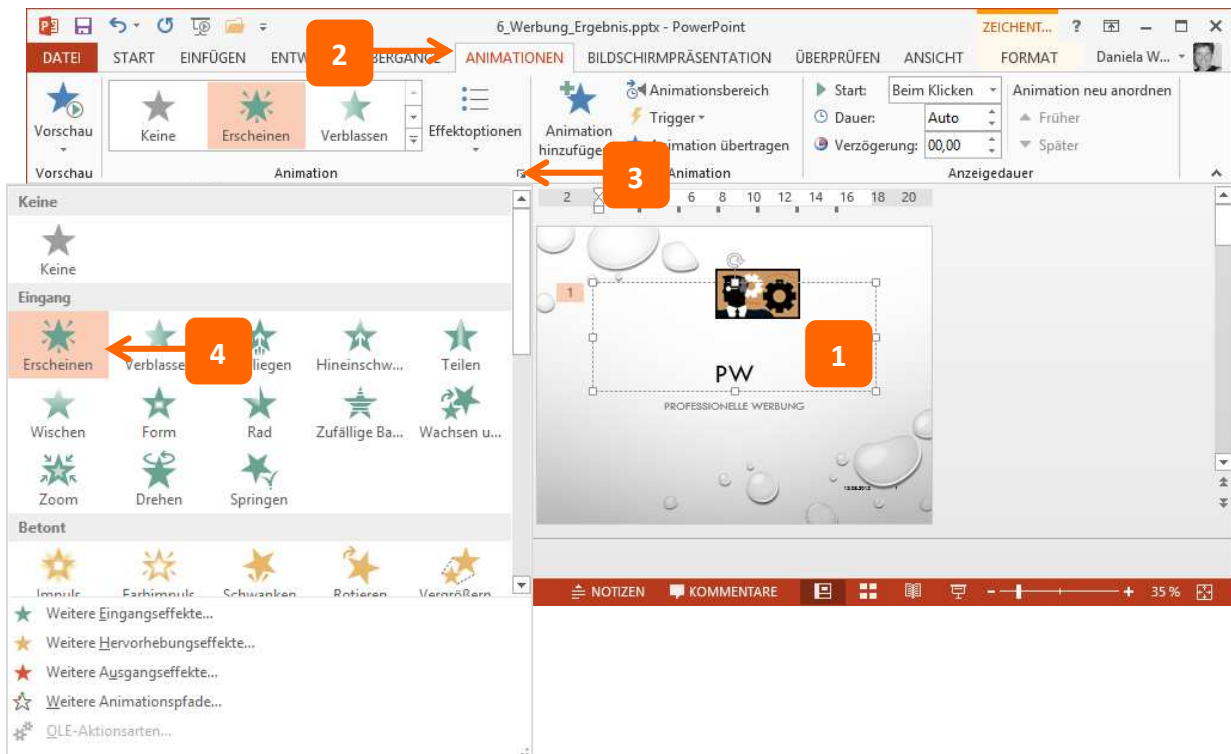 6_Werbung_Ergebnis.pptx - PowerPoint
ZEICHENT...
?
DATEI START EINFÜGEN ENTW BERGÄNGE ANIMATIONEN BILDSCHIRMPRÄSENTATION ÜBERPRÜFEN ANSICHT FORMAT Daniela W...
2
Vorschau
Keine
Erscheinen
Verblassen
Effektoptionen
Animation
hinzufüge
Animationsbereich
Trigger
Animation übertragen
Start: Beim Klicken
Dauer: Auto
Verzögerung: 00,00
Animation neu anordnen
Früher
Später
Vorschau
Animation
3
Animation
Anzeigedauer
Keine
Keine
Eingang
Erscheinen
4
Verblasse
liegen
Hineinschw...
Teilen
Wischen
Form
Rad
Zufällige Ba...
Wachsen u...
Zoom
Drehen
Springen
Betont
Impuls
Farbimpuls
Schwanken
Rotieren
Vergrößern
Weitere Eingangseffekte...
Weitere Hervorhebungseffekte...
Weitere Ausgangseffekte...
Weitere Animationspfade...
OLE-Aktionsarten...
2 6 8 10 12 14 16 18 20
1
1
PW
PROFESSIONELLE WERBUNG
NOTIZEN
KOMMENTARE
35 %